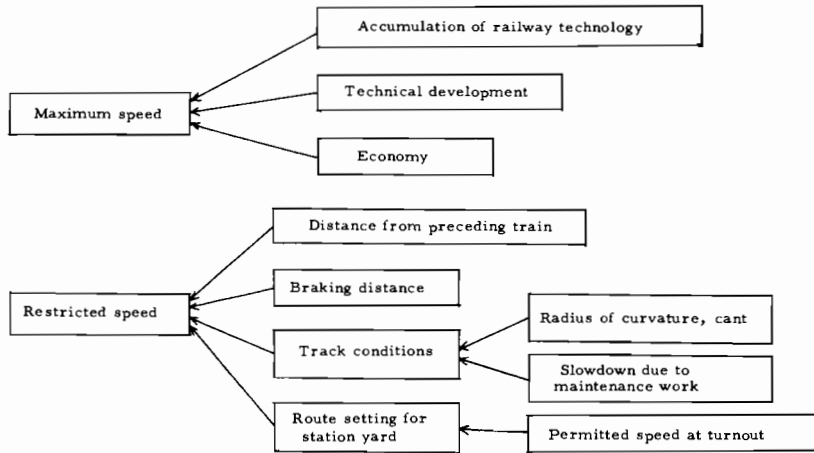 Accumulation of railway technology
Maximum speed
Technical development
Economy
Distance from preceding train
Braking distance
Restricted speed
Radius of curvature, cant
Track conditions
Slowdown due to
maintenance work
Route setting for
station yard
Permitted speed at turnout